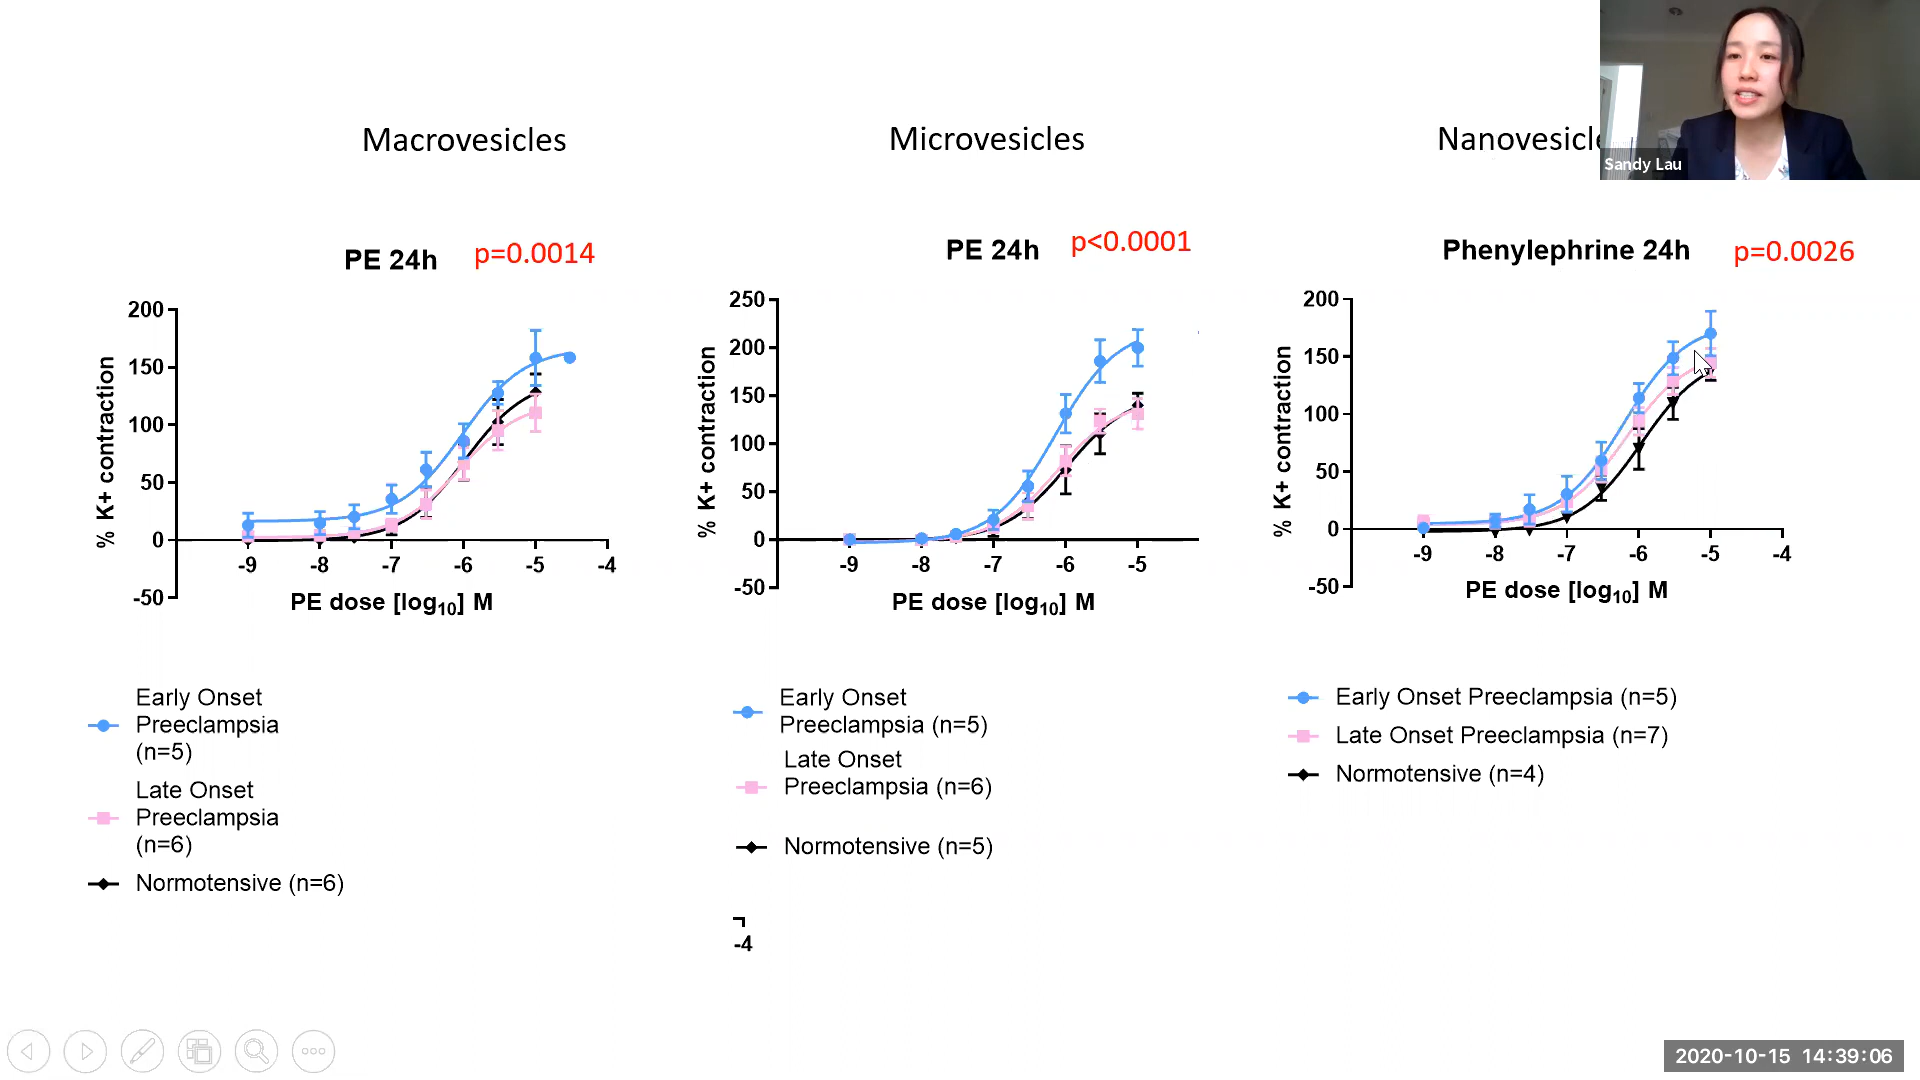 Macrovesicles
Microvesicles
Nanovesicle
Sandy Lau
PE 24h
p=0.0014
200
150
100
50
0
-50
% K+ contraction
-9 -8 -7 -6 -5 -4
PE dose [log10] M
PE 24h
p<0.0001
250
200
150
100
50
0
-50
% K+ contraction
-9 -8 -7 -6 -5
PE dose [log10] M
Phenylephrine 24h
p=0.0026
200
150
100
50
0
-50
% K+ contraction
-9 -8 -7 -6 -5 -4
PE dose [log10] M
Early Onset
Preeclampsia
(n=5)
Late Onset
Preeclampsia
(n=6)
Normotensive (n=6)
Early Onset
Preeclampsia (n=5)
Late Onset
Preeclampsia (n=6)
Normotensive (n=5)
-4
Early Onset Preeclampsia (n=5)
Late Onset Preeclampsia (n=7)
Normotensive (n=4)
2020-10-15 14:39:06